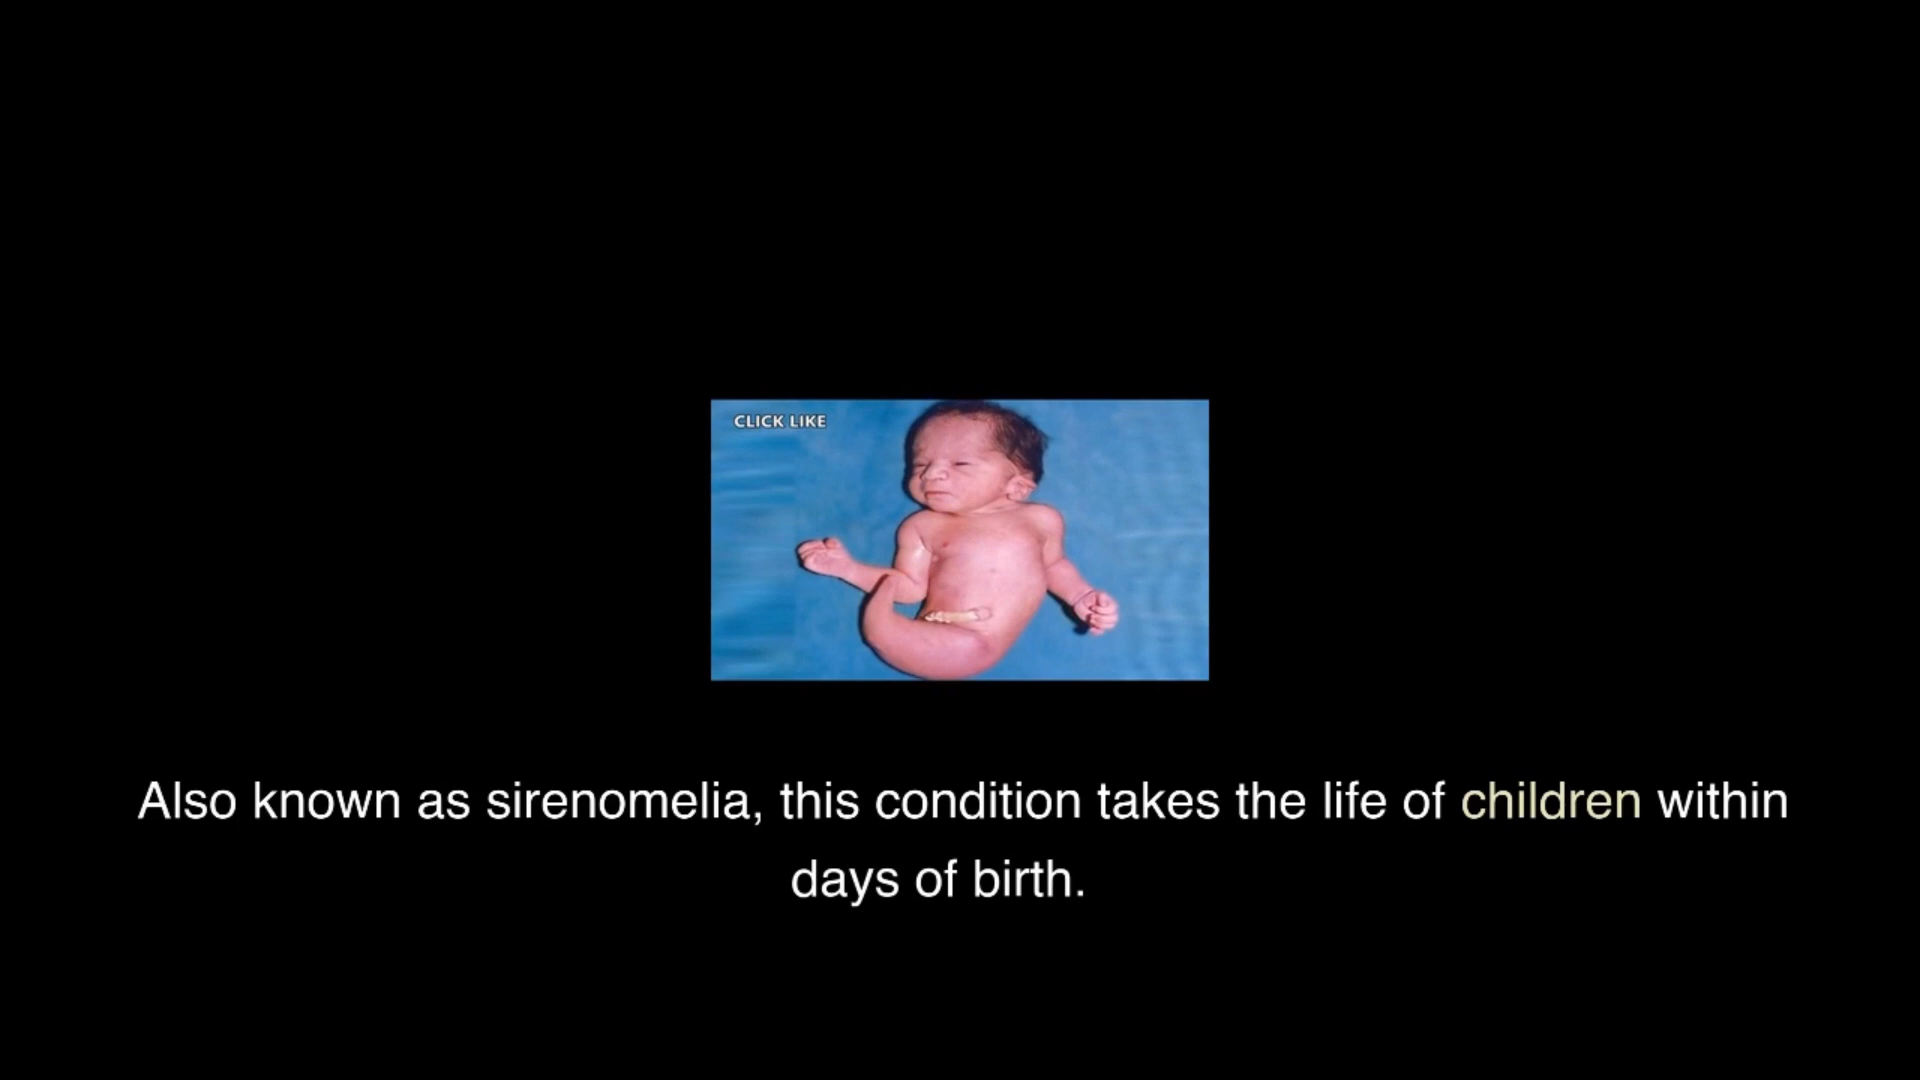 CLICK LIKE
Also known as sirenomelia, this condition takes the life of children within
days of birth.